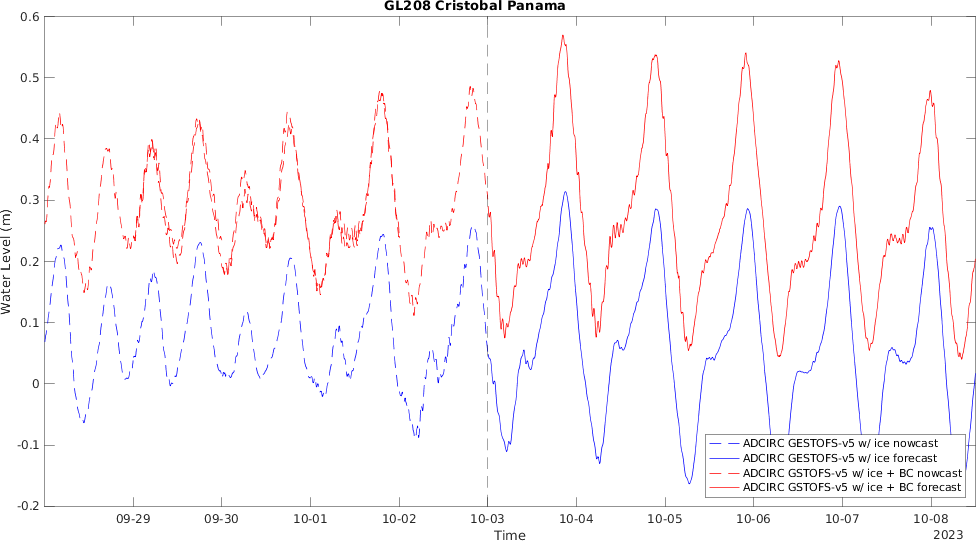 GL208 Cristobal Panama
0.6
0.5
0.4
0.3
0.2
0.1
0
-0.1
-0.2
Water Level (m)
ADCIRC GESTOFS-v5 w/ ice nowcast
ADCIRC GESTOFS-v5 w/ ice forecast
ADCIRC GSTOFS-v5 w/ ice + BC nowcast
ADCIRC GSTOFS-v5 w/ ice + BC forecast
09-29 09-30 10-01 10-02 10-03 10-04 10-05 10-06 10-07 10-08
Time
2023